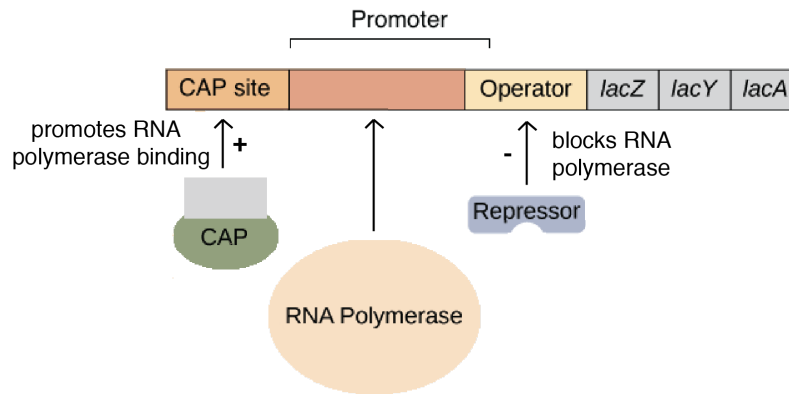 Promoter
CAP site
Operator
lacZ
lacY
lacA
promotes RNA
polymerase binding
+
-
blocks RNA
polymerase
CAP
Repressor
RNA Polymerase